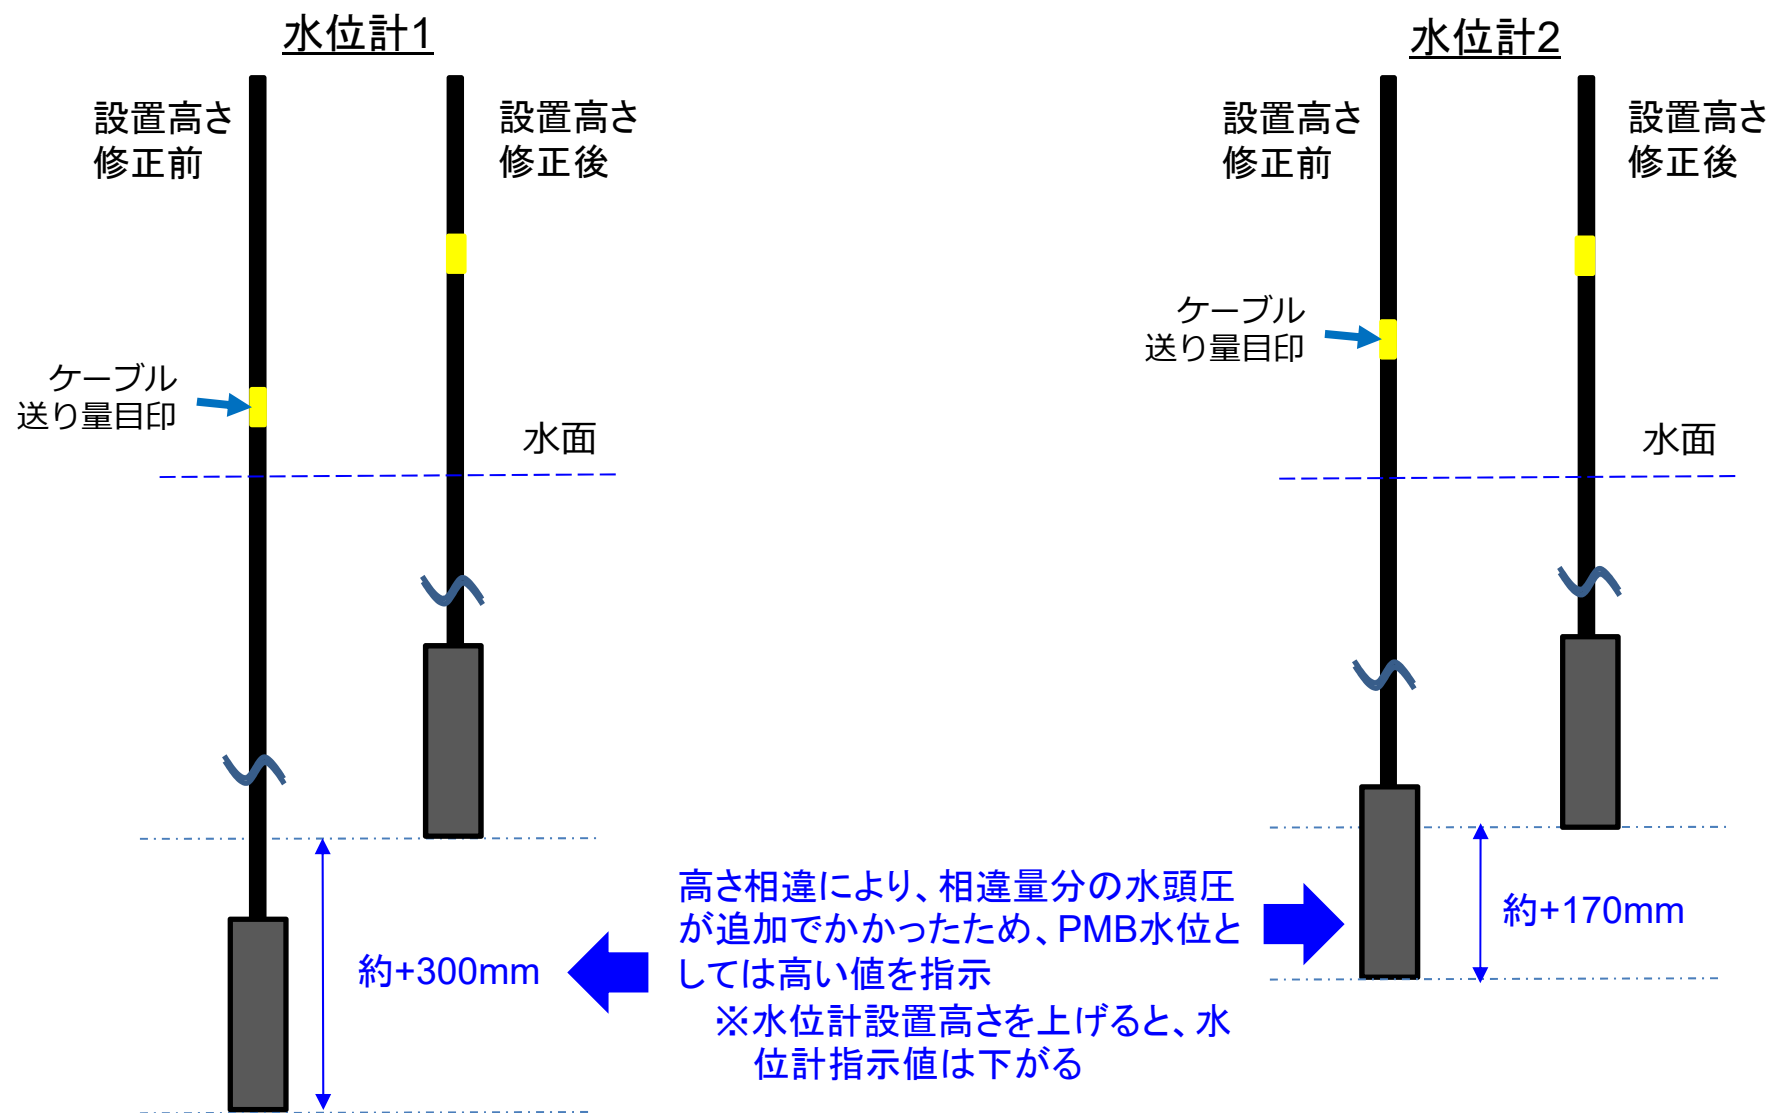 水位計1
設置高さ
修正前
設置高さ
修正後
ケーブル
送り量目印
水面
約+300mm
高さ相違により、相違量分の水頭圧
が追加でかかったため、PMB水位と
しては高い値を指示
※水位計設置高さを上げると、水
位計指示値は下がる
水位計2
設置高さ
修正前
設置高さ
修正後
ケーブル
送り量目印
水面
約+170mm